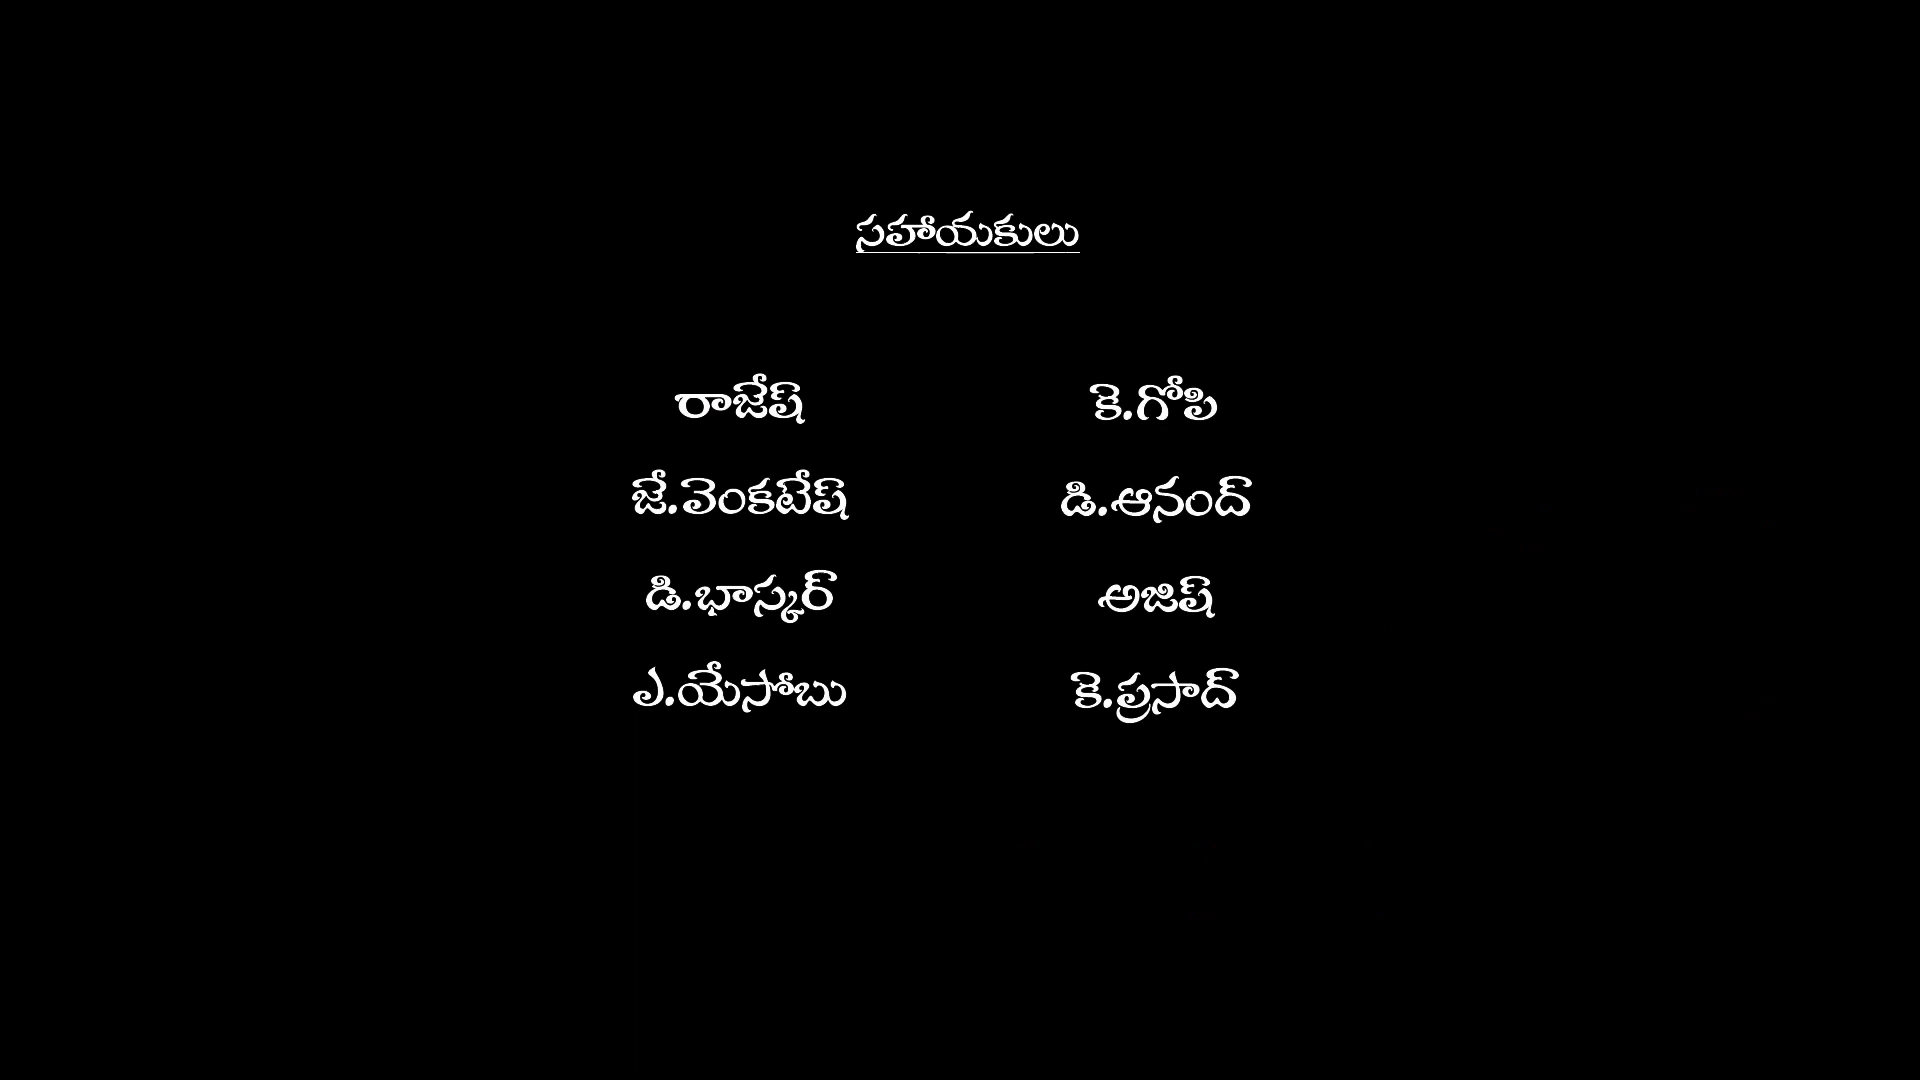 సహాయకులు
రాజేష్ కె.గోపి
జే.వెంకటేష్ డి.ఆనంద్
డి.భాస్కర్ అజిష్
ఎ.యేసోబు కె.ప్రసాద్